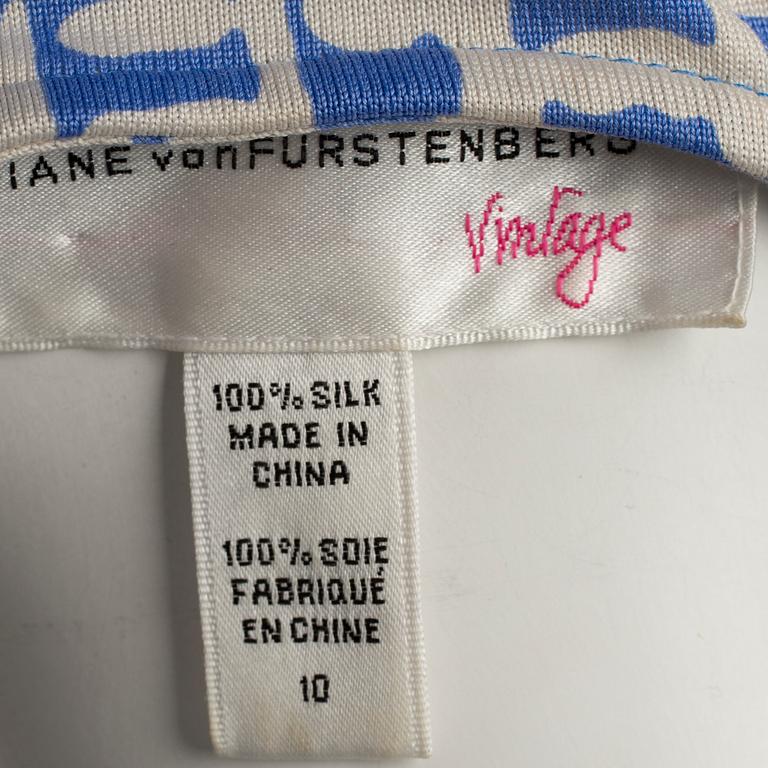 IANE vonFURSTENBERG
Vintage
100% SILK
MADE IN
CHINA
100% SOIE
FABRIQUÉ
EN CHINE
10